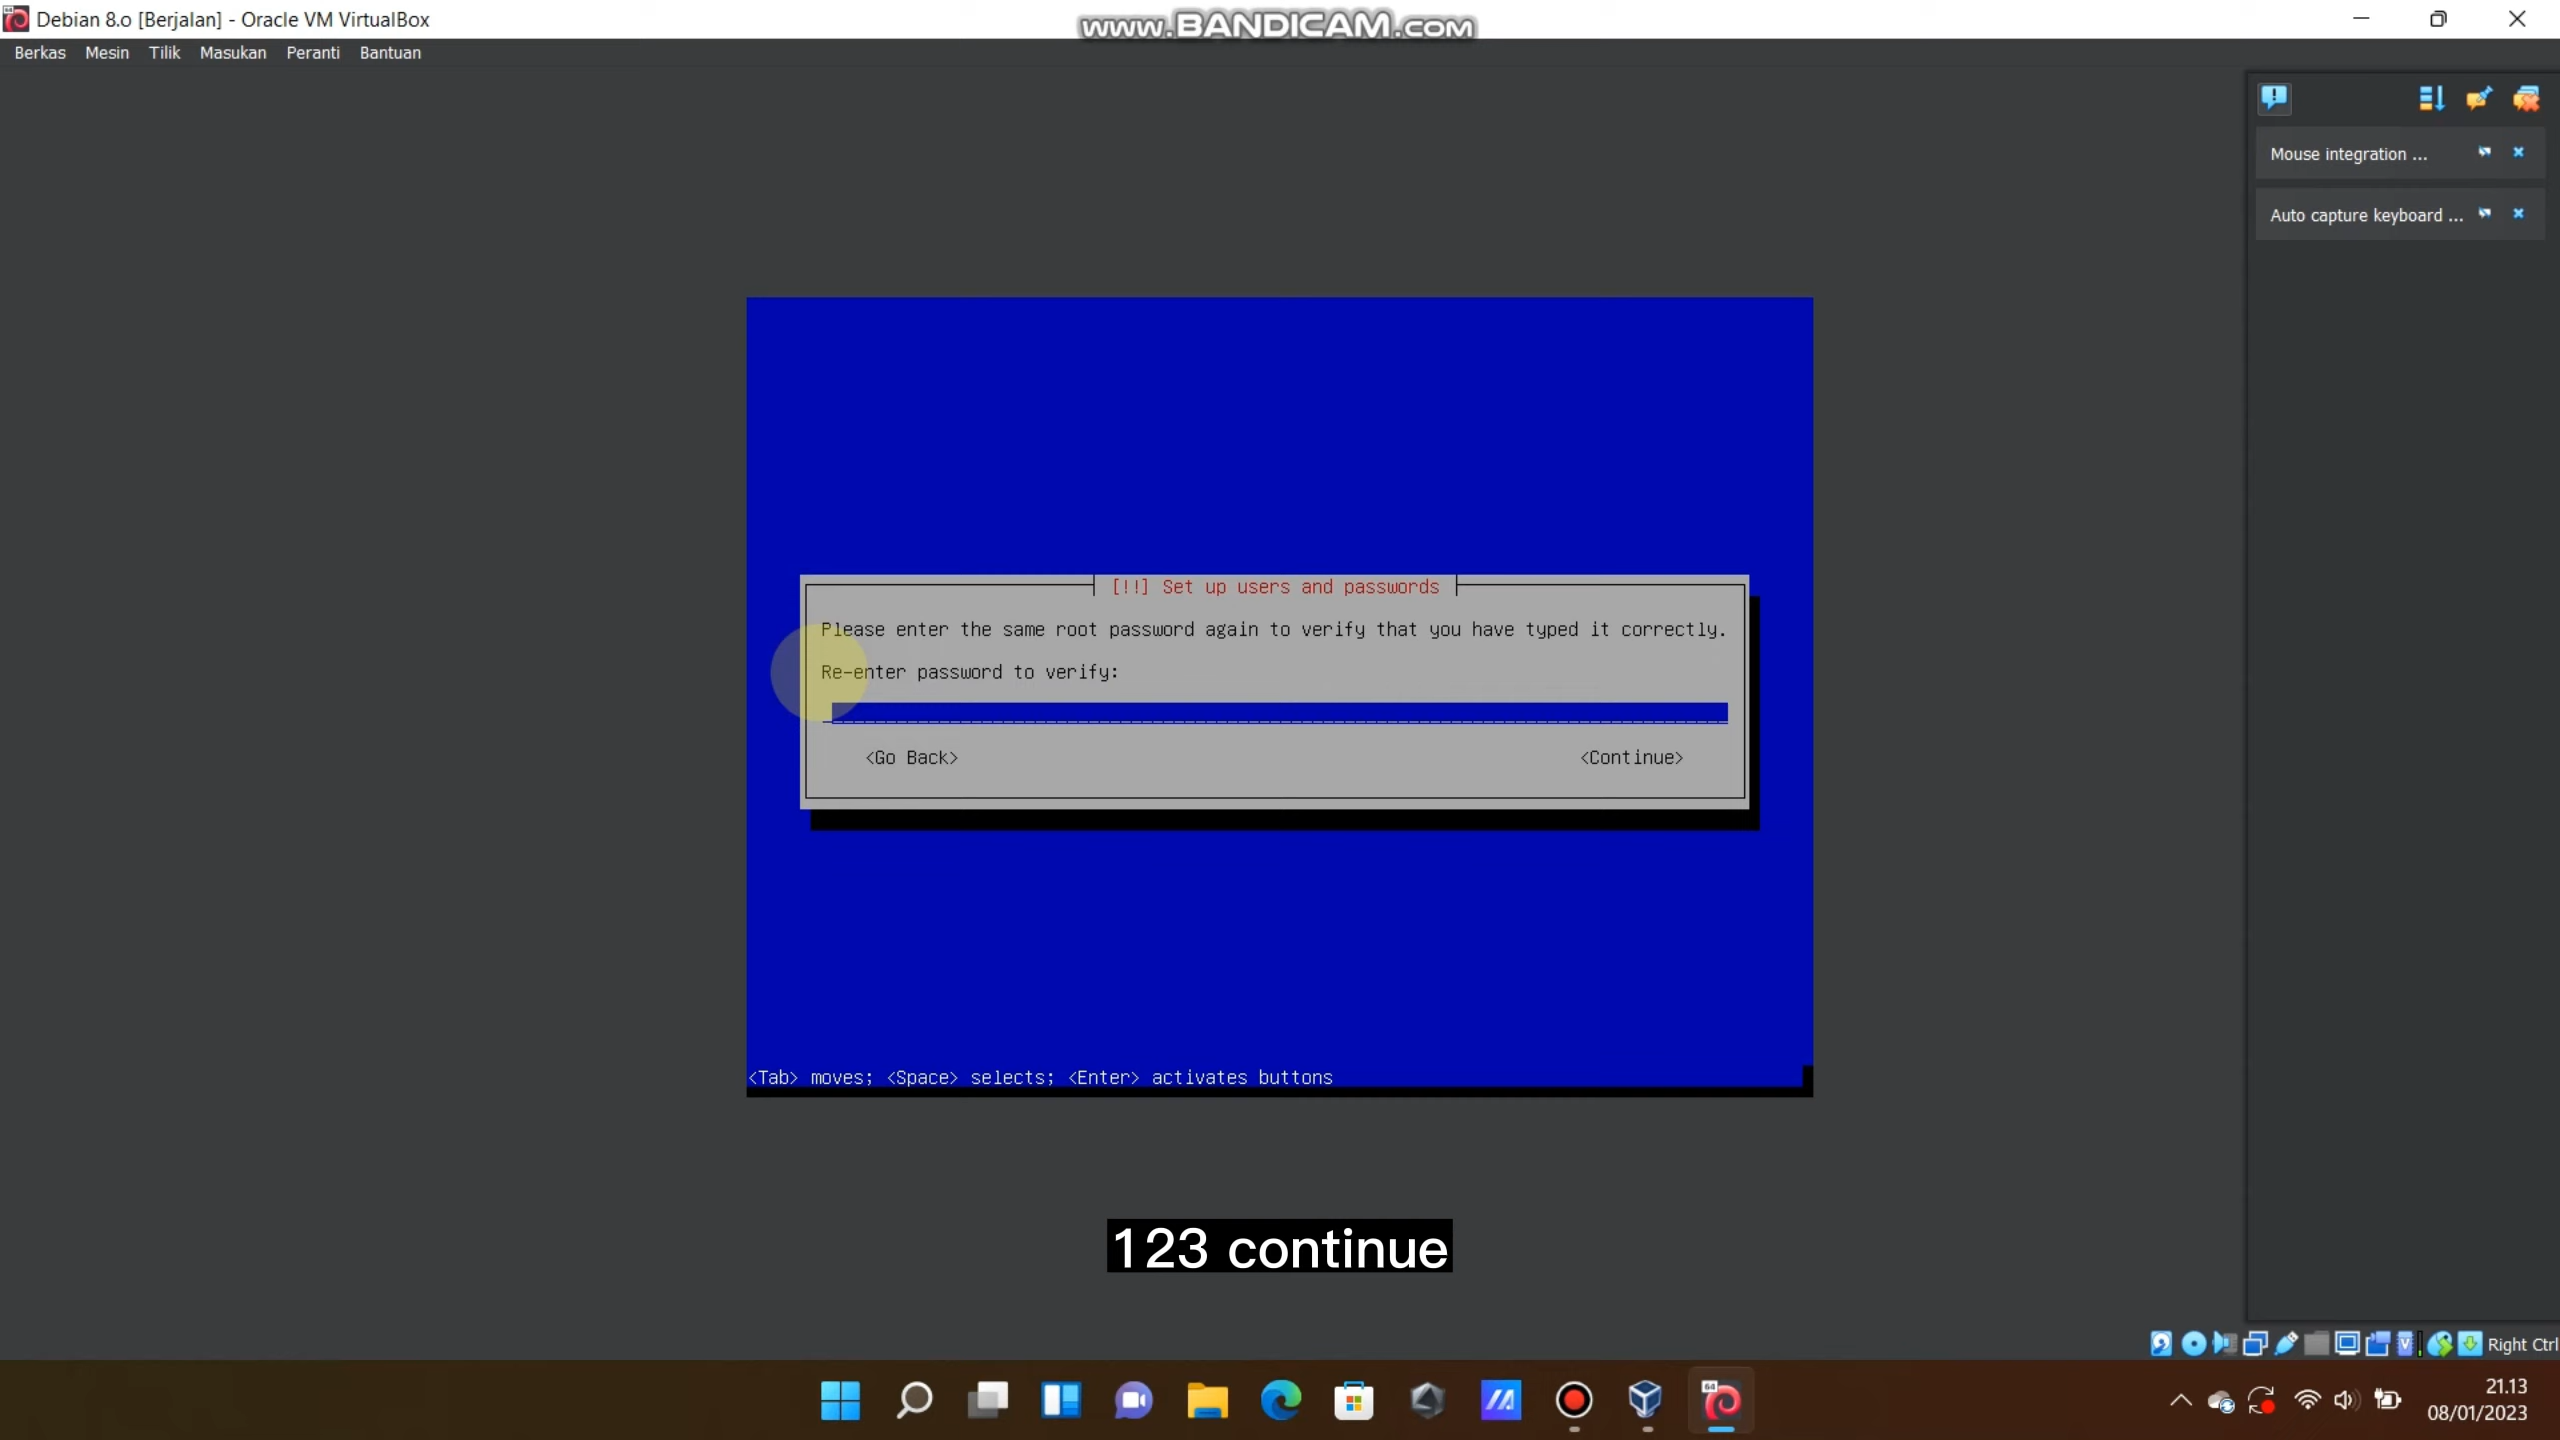 Debian 8.o [Berjalan] - Oracle VM VirtualBox
www.BANDICAM.com
Berkas Mesin Tilik Masukan Peranti Bantuan
Mouse integration ...
Auto capture keyboard ...
[!!] Set up users and passwords
Please enter the same root password again to verify that you have typed it correctly.
Re-enter password to verify:
<Go Back> <Continue>
<Tab> moves; <Space> selects; <Enter> activates buttons
123 continue
Right Ctrl
64
21.13
08/01/2023